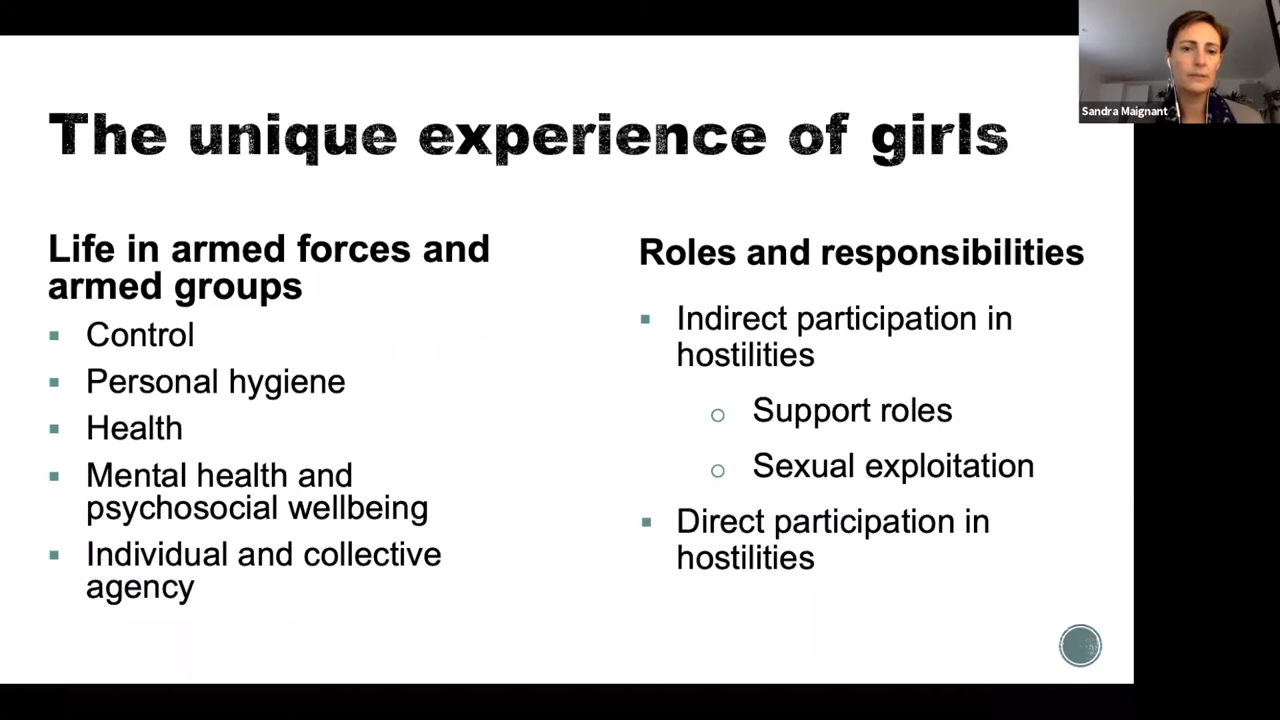 The unique experience of girls
Life in armed forces and
armed groups
Control
Personal hygiene
Health
Mental health and
psychosocial wellbeing
Individual and collective
agency
Roles and responsibilities
Indirect participation in
hostilities
Support roles
Sexual exploitation
Direct participation in
hostilities
Sandra Maignant